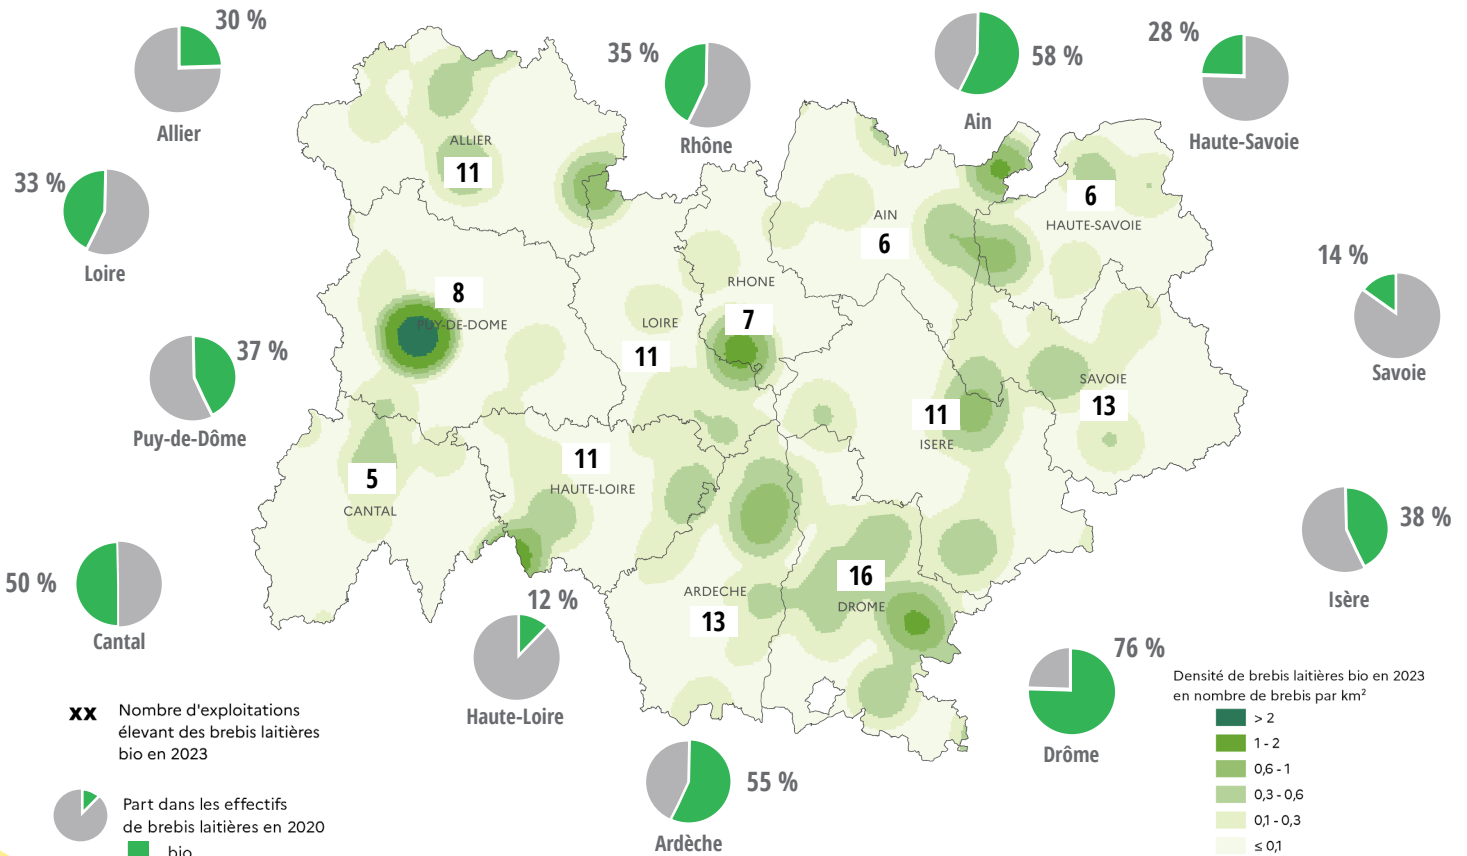 30 %
Allier
35 %
Rhône
58 %
Ain
28 %
Haute-Savoie
33 %
Loire
14 %
Savoie
37 %
Puy-de-Dôme
38 %
Isère
50 %
Cantal
12 %
Haute-Loire
76 %
Drôme
55 %
Ardèche
ALLIER
11
AIN
6
6
HAUTE-SAVOIE
8
PUY-DE-DOME
RHONE
7
LOIRE
11
SAVOIE
13
11
ISERE
5
CANTAL
11
HAUTE-LOIRE
ARDECHE
13
16
DROME
xx Nombre d'exploitations
élevant des brebis laitières
bio en 2023
Part dans les effectifs
de brebis laitières en 2020
bio
Densité de brebis laitières bio en 2023
en nombre de brebis par km²
> 2
1 - 2
0,6 - 1
0,3 - 0,6
0,1 - 0,3
≤ 0,1